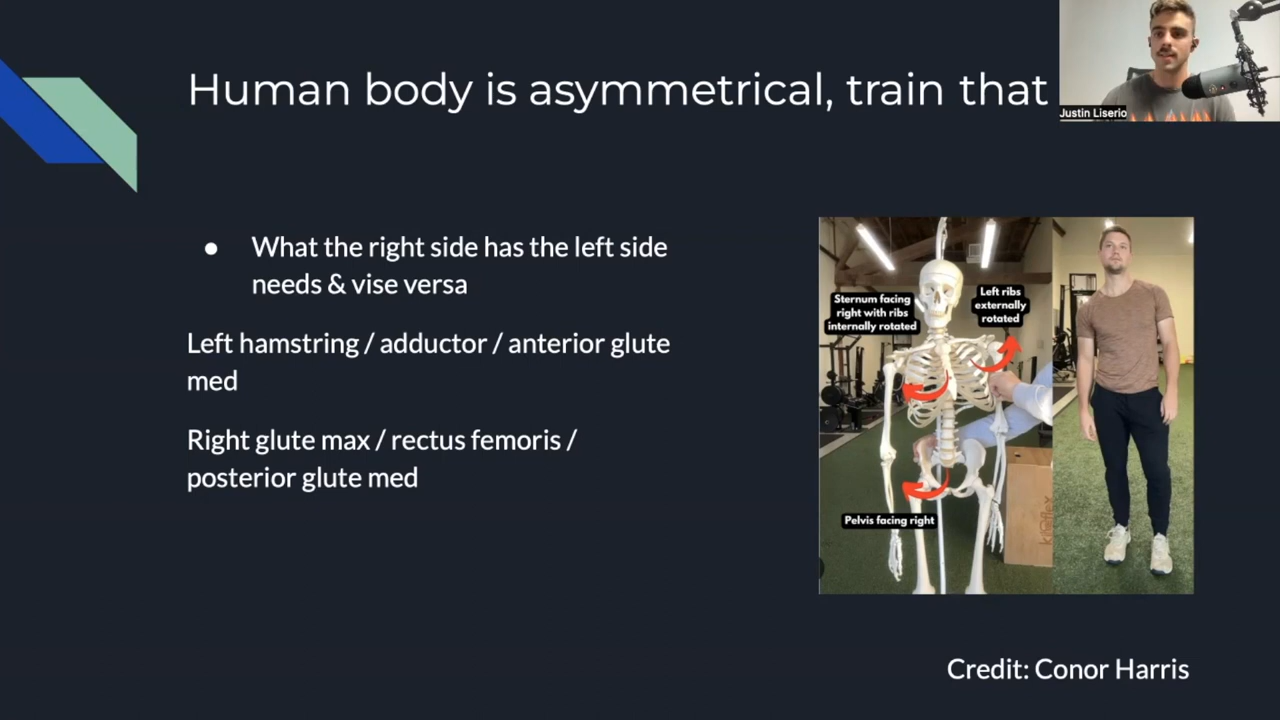 Human body is asymmetrical, train that
Justin Liserio
What the right side has the left side
needs & vise versa
Left hamstring / adductor / anterior glute
med
Right glute max / rectus femoris /
posterior glute med
Sternum facing
right with ribs
internally rotated
Left ribs
externally
rotated
Pelvis facing right
kiloflex
Credit: Conor Harris